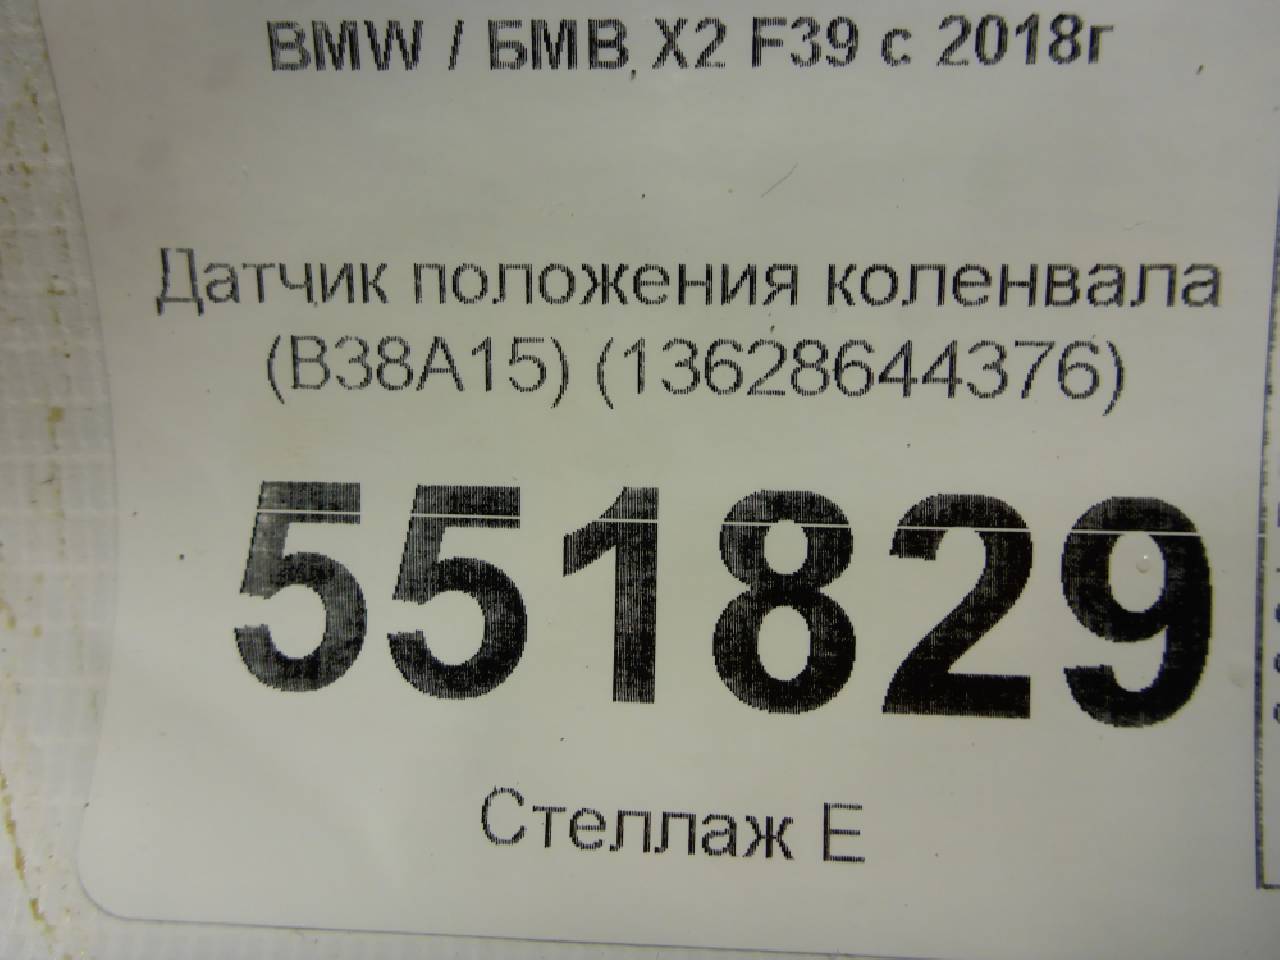 BMW / БМВ X2 F39 с 2018г
Датчик положения коленвала
(B38A15) (13628644376)
551829
Стеллаж Е